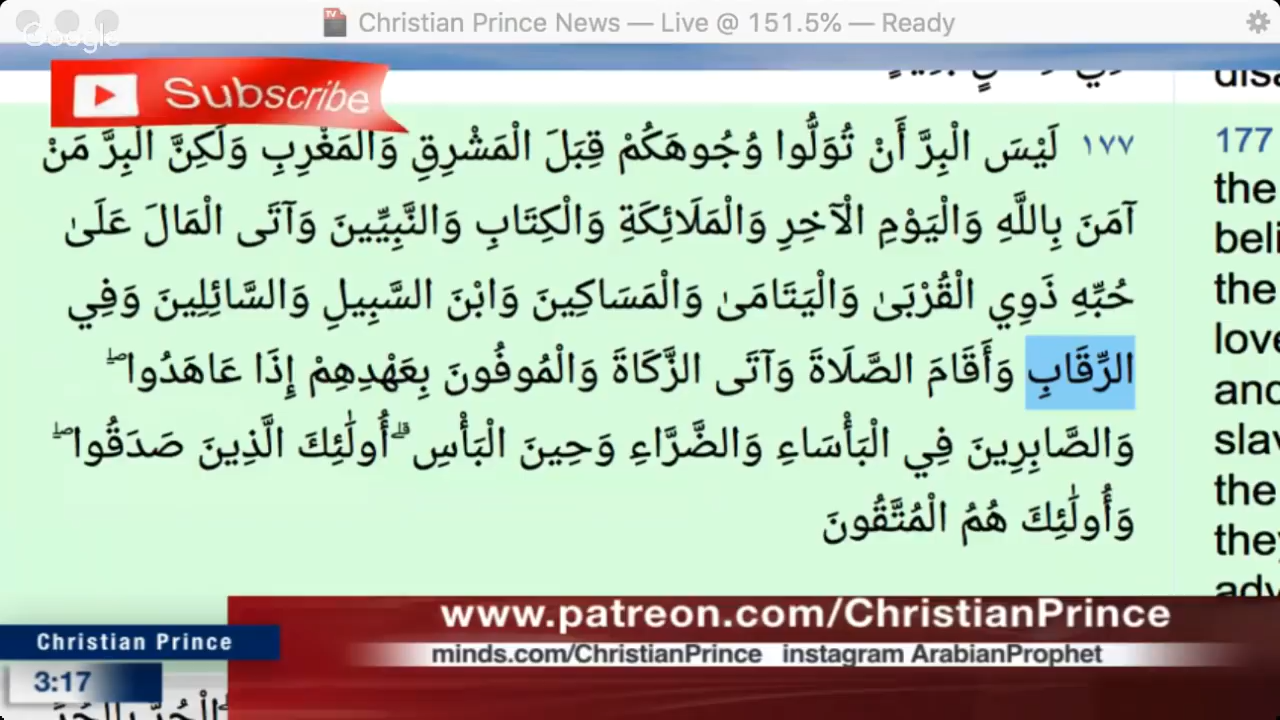 Christian Prince News — Live @ 151.5% — Ready
Google
Subscribe
١٧٧ لَيْسَ الْبِرَّ أَنْ تُوَلُّوا وُجُوهَكُمْ قِبَلَ الْمَشْرِقِ وَالْمَغْرِبِ وَلَٰكِنَّ الْبِرَّ مَنْ
آمَنَ بِاللَّهِ وَالْيَوْمِ الْآخِرِ وَالْمَلَائِكَةِ وَالْكِتَابِ وَالنَّبِيِّينَ وَآتَى الْمَالَ عَلَىٰ
حُبِّهِ ذَوِي الْقُرْبَىٰ وَالْيَتَامَىٰ وَالْمَسَاكِينَ وَابْنَ السَّبِيلِ وَالسَّائِلِينَ وَفِي
الرِّقَابِ وَأَقَامَ الصَّلَاةَ وَآتَى الزَّكَاةَ وَالْمُوفُونَ بِعَهْدِهِمْ إِذَا عَاهَدُوا ۖ
وَالصَّابِرِينَ فِي الْبَأْسَاءِ وَالضَّرَّاءِ وَحِينَ الْبَأْسِ ۗ أُولَٰئِكَ الَّذِينَ صَدَقُوا ۖ
وَأُولَٰئِكَ هُمُ الْمُتَّقُونَ
177
the
beli
the
love
and
slav
the
they
www.patreon.com/ChristianPrince
Christian Prince
minds.com/ChristianPrince instagram ArabianProphet
3:17